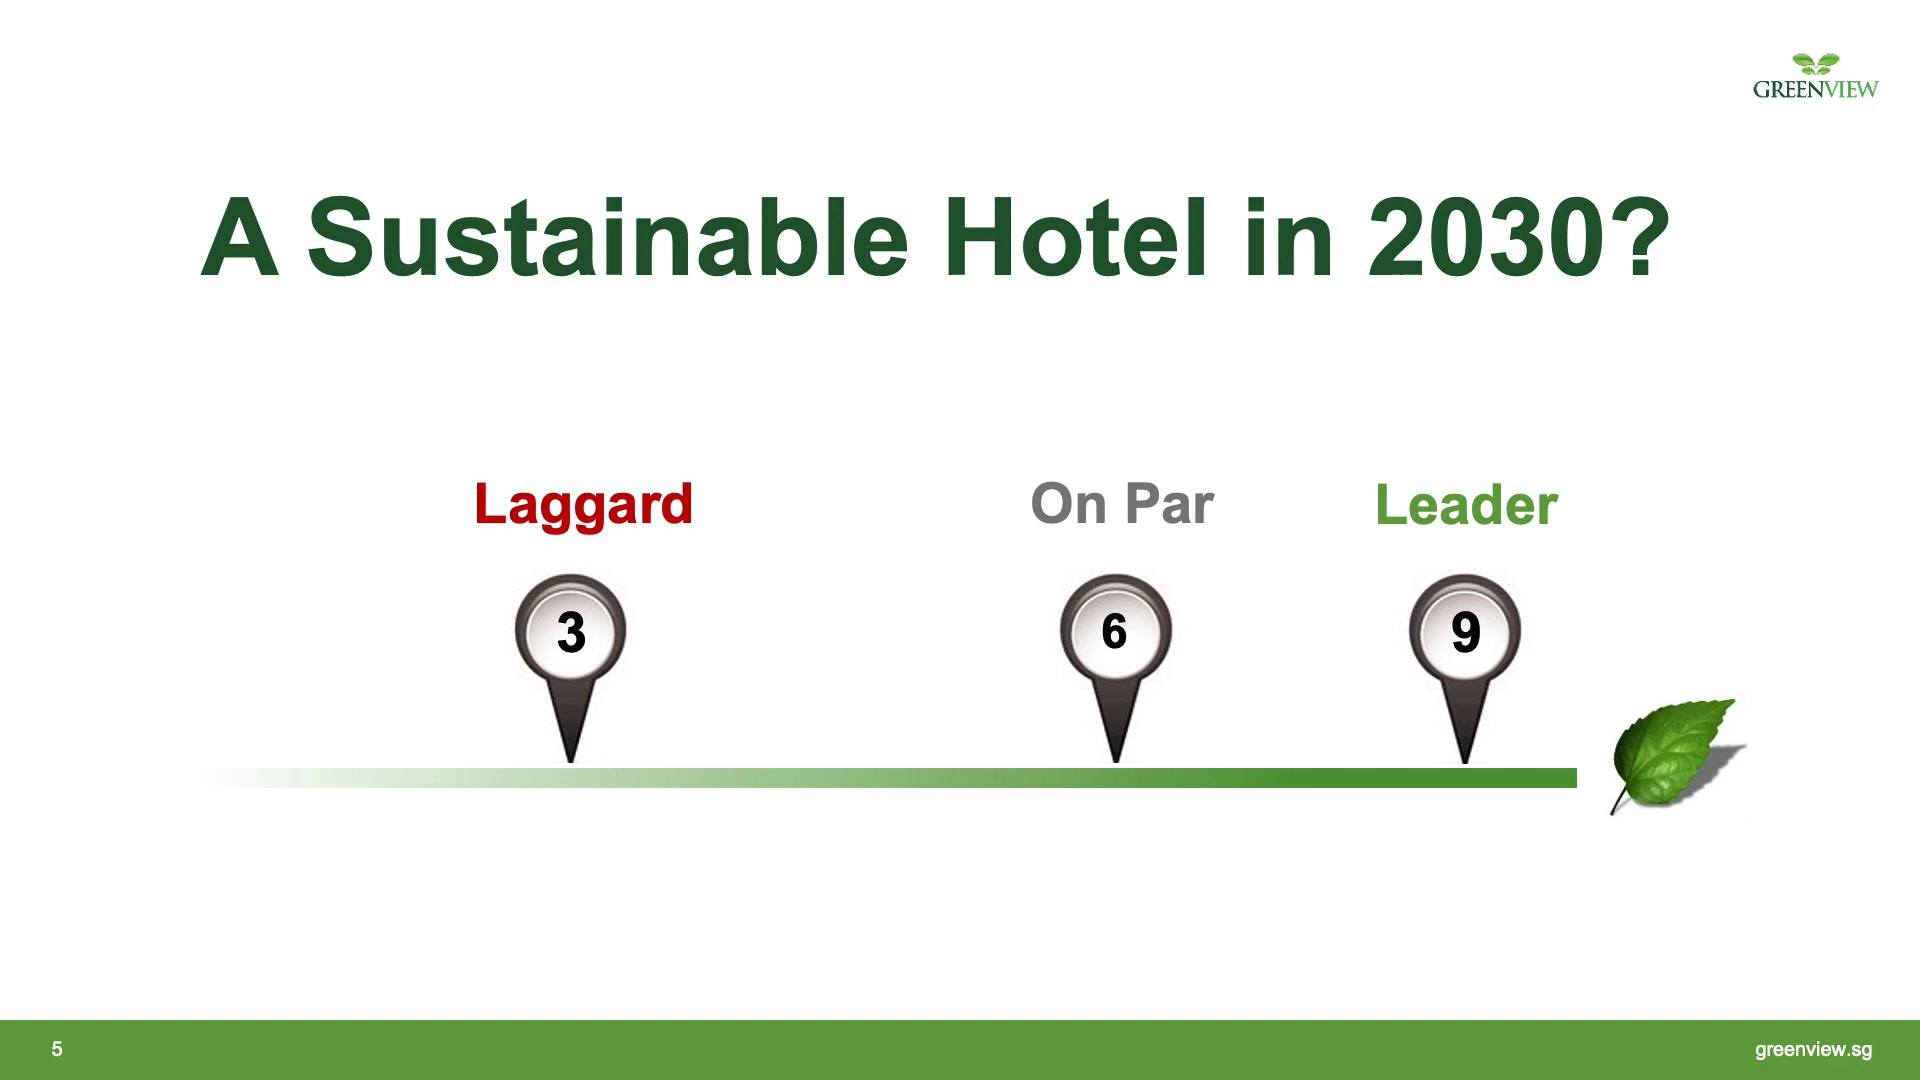 GREENVIEW
A Sustainable Hotel in 2030?
Laggard
On Par
Leader
3
6
9
5
greenview.sg